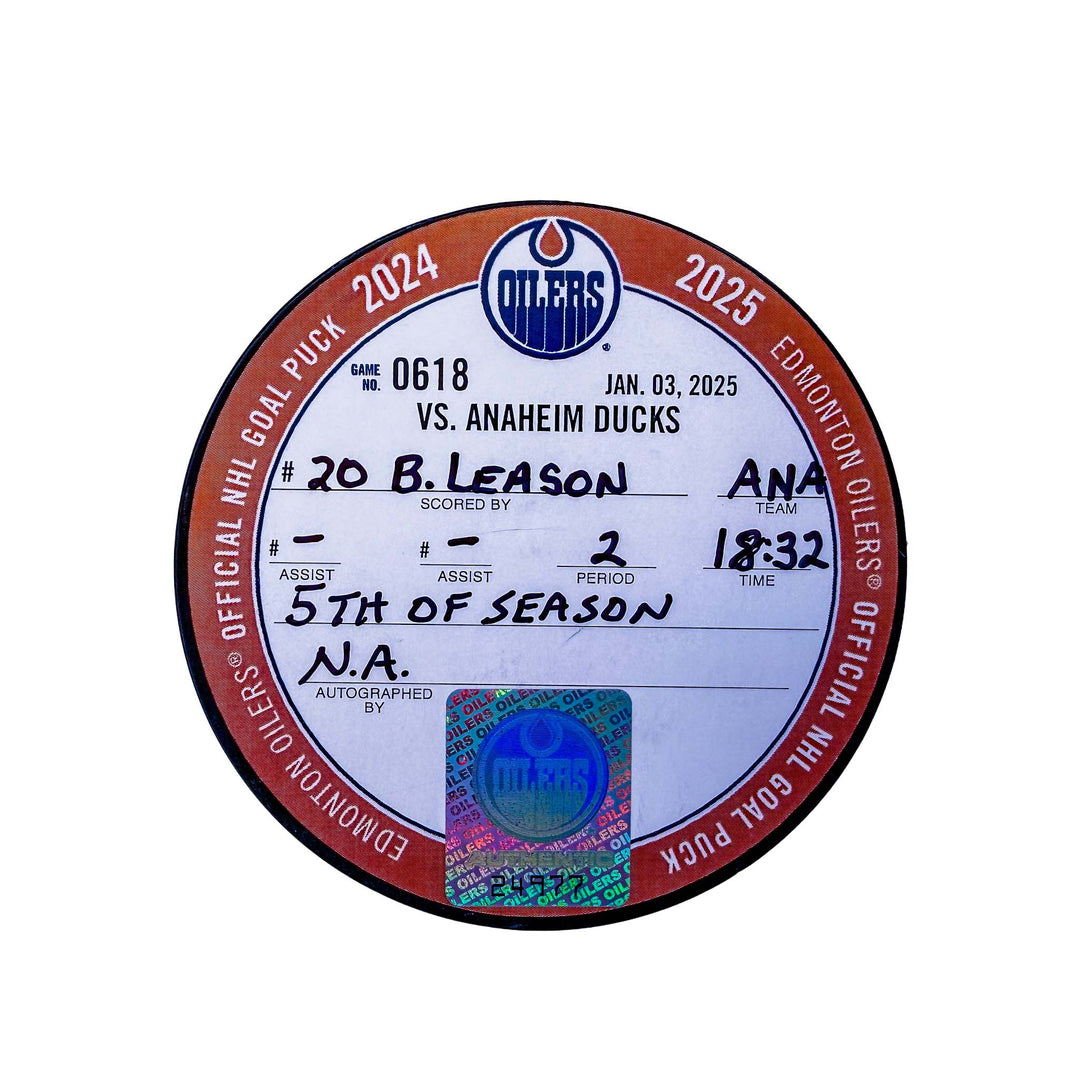 2024 2025
OILERS
EDMONTON OILERS® OFFICIAL NHL GOAL PUCK
EDMONTON OILERS® OFFICIAL NHL GOAL PUCK
GAME NO. 0618 JAN. 03, 2025
VS. ANAHEIM DUCKS
# 20 B. LEASON ANA
SCORED BY TEAM
# – # – 2 18:32
ASSIST ASSIST PERIOD TIME
5TH OF SEASON
N.A.
AUTOGRAPHED
BY
OILERS
AUTHENTIC
24977